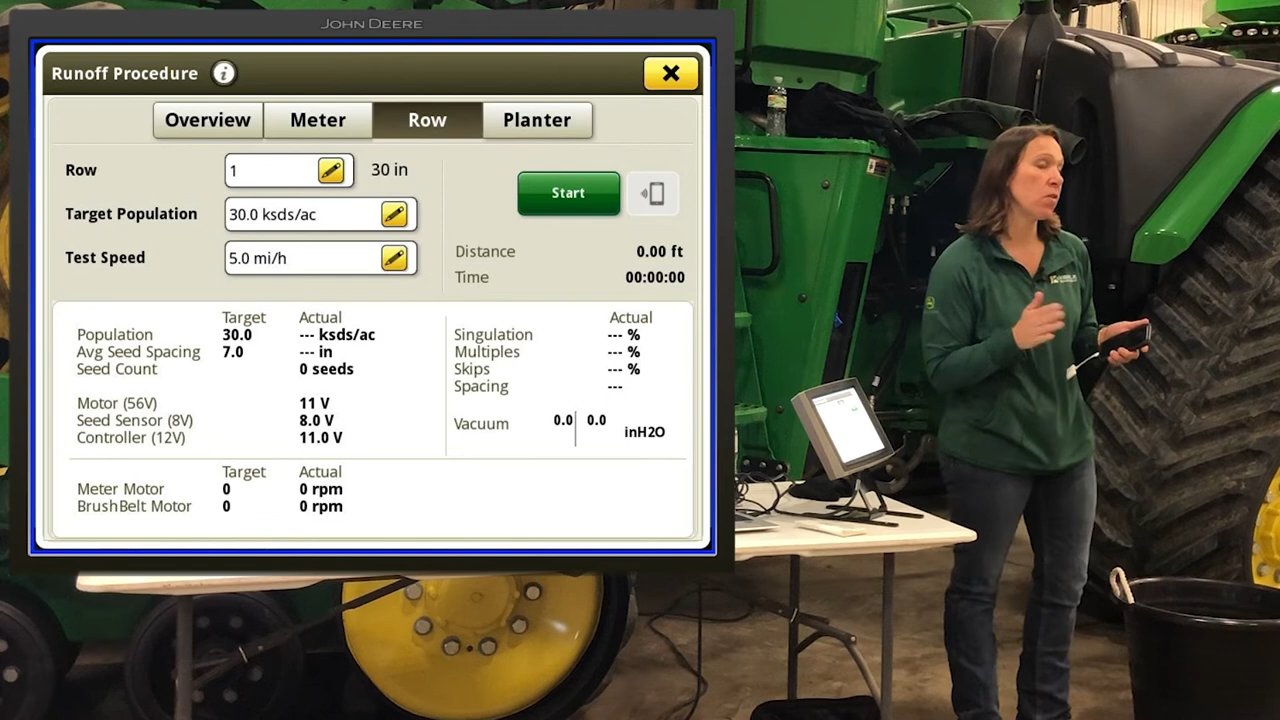 JOHN DEERE
Runoff Procedure
Overview Meter Row Planter
Row 1 30 in
Target Population 30.0 ksds/ac
Test Speed 5.0 mi/h
Start
Distance 0.00 ft
Time 00:00:00
Target Actual
Population 30.0 --- ksds/ac
Avg Seed Spacing 7.0 --- in
Seed Count 0 seeds
Motor (56V) 11 V
Seed Sensor (8V) 8.0 V
Controller (12V) 11.0 V
Actual
Singulation --- %
Multiples --- %
Skips --- %
Spacing ---
Vacuum 0.0 0.0 inH2O
Target Actual
Meter Motor 0 0 rpm
BrushBelt Motor 0 0 rpm